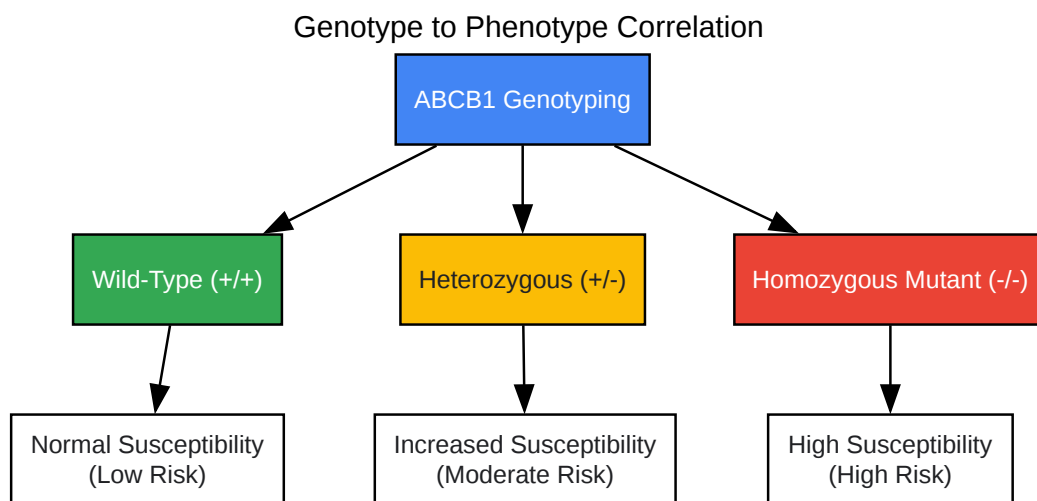 Genotype to Phenotype Correlation
ABCB1 Genotyping
Wild-Type (+/+)
Heterozygous (+/-)
Homozygous Mutant (-/-)
Normal Susceptibility
(Low Risk)
Increased Susceptibility
(Moderate Risk)
High Susceptibility
(High Risk)